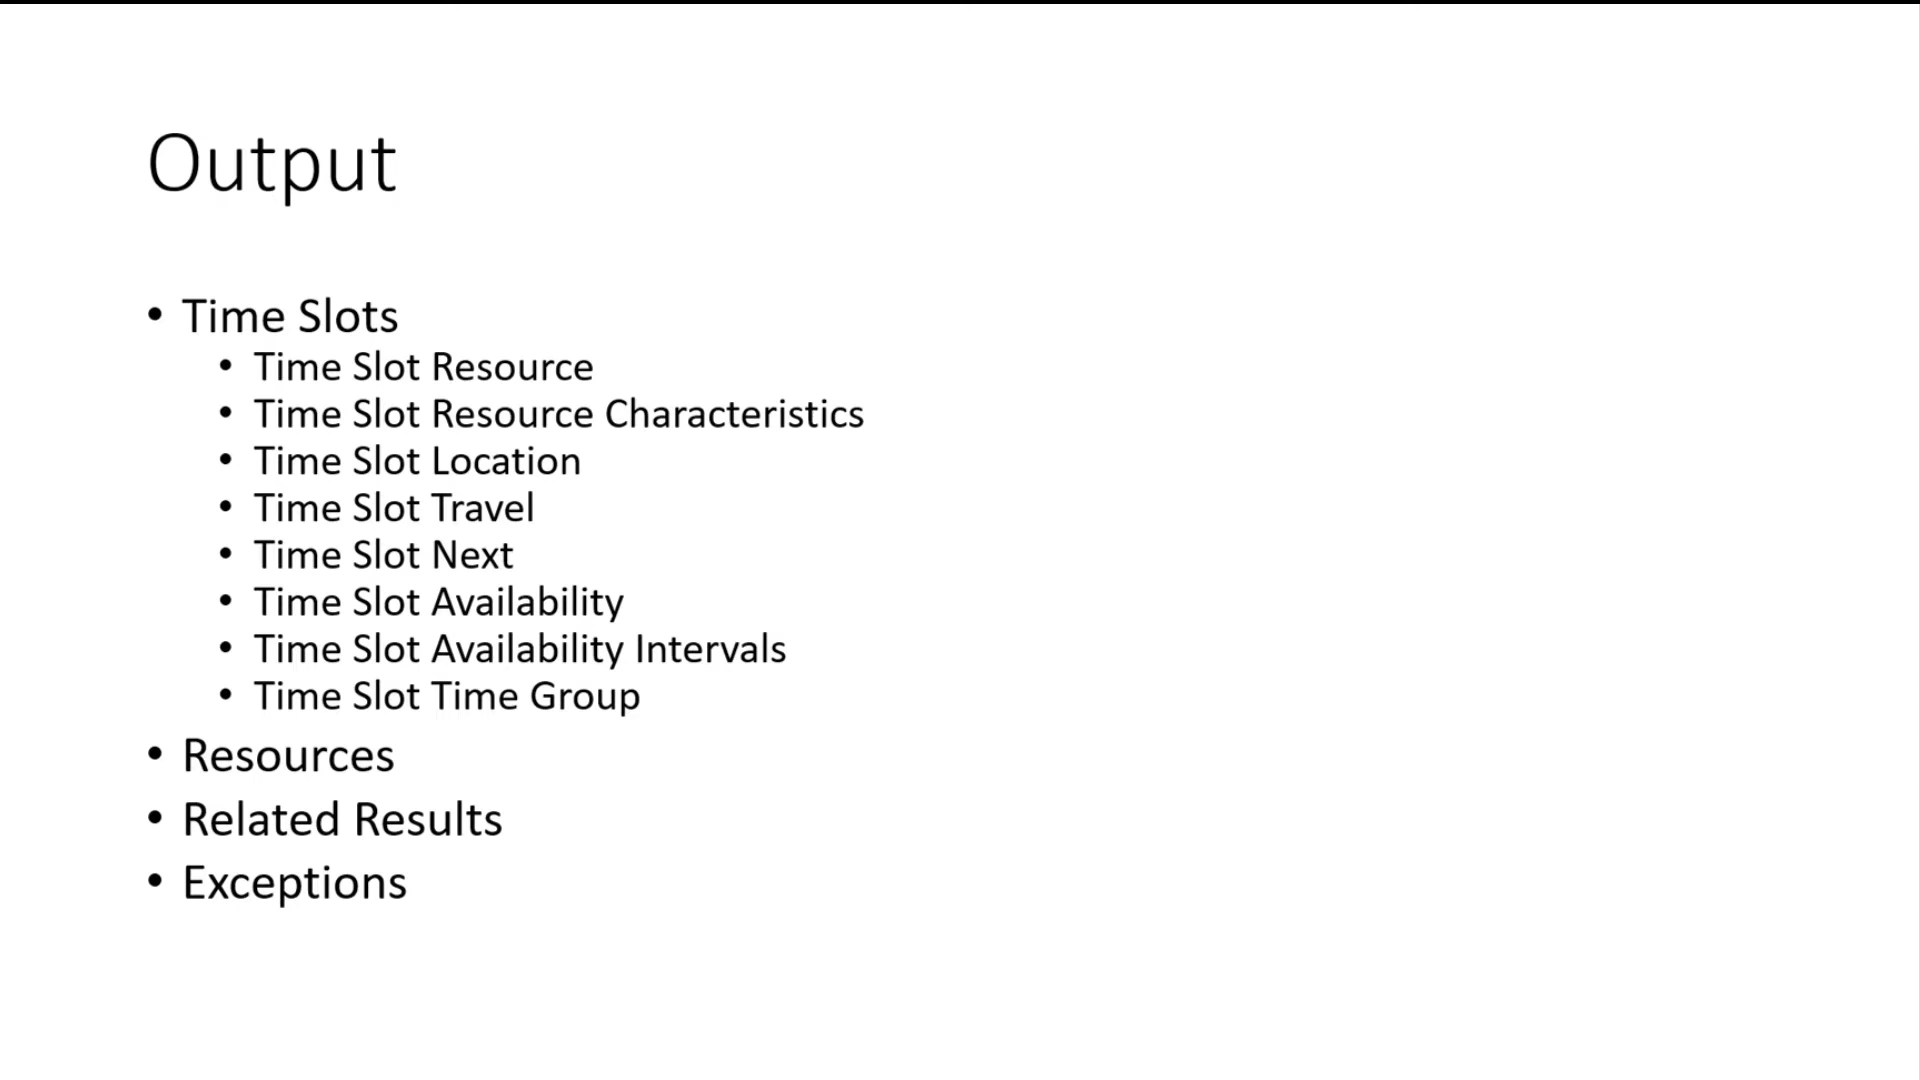 Output
• Time Slots
• Time Slot Resource
• Time Slot Resource Characteristics
• Time Slot Location
• Time Slot Travel
• Time Slot Next
• Time Slot Availability
• Time Slot Availability Intervals
• Time Slot Time Group
• Resources
• Related Results
• Exceptions